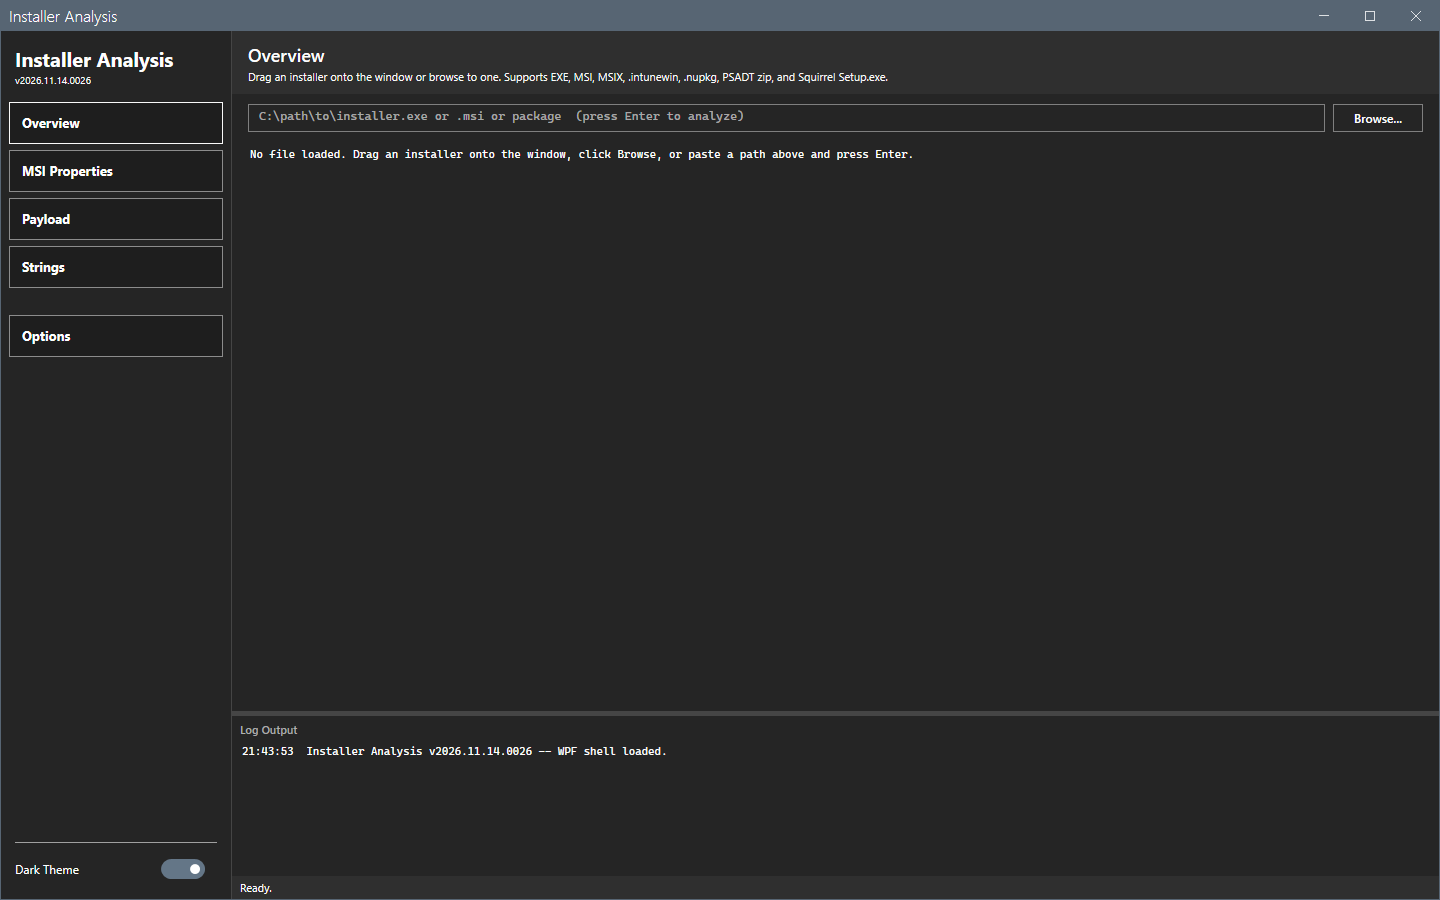 Installer Analysis
Installer Analysis
v2026.11.14.0026
Overview
MSI Properties
Payload
Strings
Options
Dark Theme
Overview
Drag an installer onto the window or browse to one. Supports EXE, MSI, MSIX, .intunewin, .nupkg, PSADT zip, and Squirrel Setup.exe.
C:\path\to\installer.exe or .msi or package  (press Enter to analyze)
Browse...
No file loaded. Drag an installer onto the window, click Browse, or paste a path above and press Enter.
Log Output
21:43:53  Installer Analysis v2026.11.14.0026 -- WPF shell loaded.
Ready.